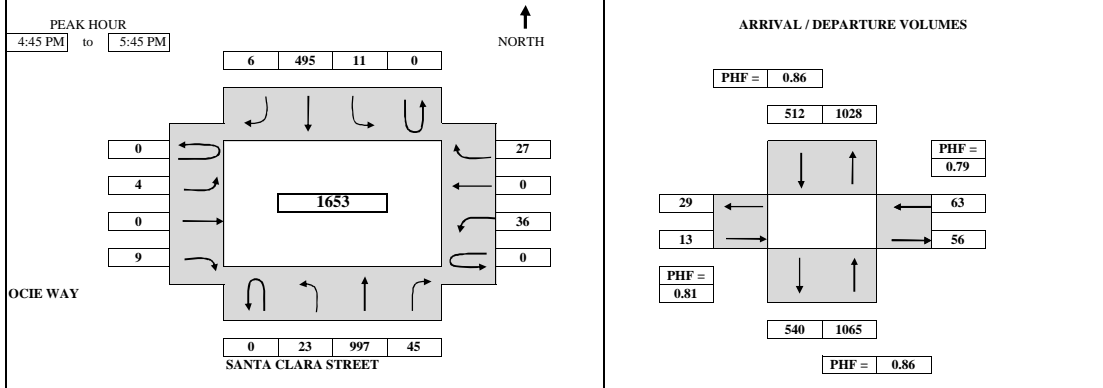 PEAK HOUR
4:45 PM to 5:45 PM
NORTH
6 495 11 0
0
4
0
9
1653
27
0
36
0
OCIE WAY
0 23 997 45
SANTA CLARA STREET
ARRIVAL / DEPARTURE VOLUMES
PHF = 0.86
512 1028
PHF =
0.79
29
13
63
56
PHF =
0.81
540 1065
PHF = 0.86